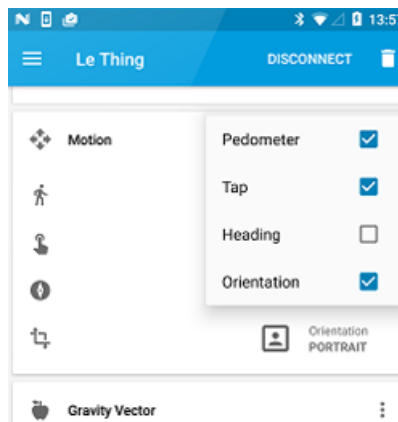 13:57
Le Thing DISCONNECT
Motion
Pedometer
Tap
Heading
Orientation
Orientation
PORTRAIT
Gravity Vector